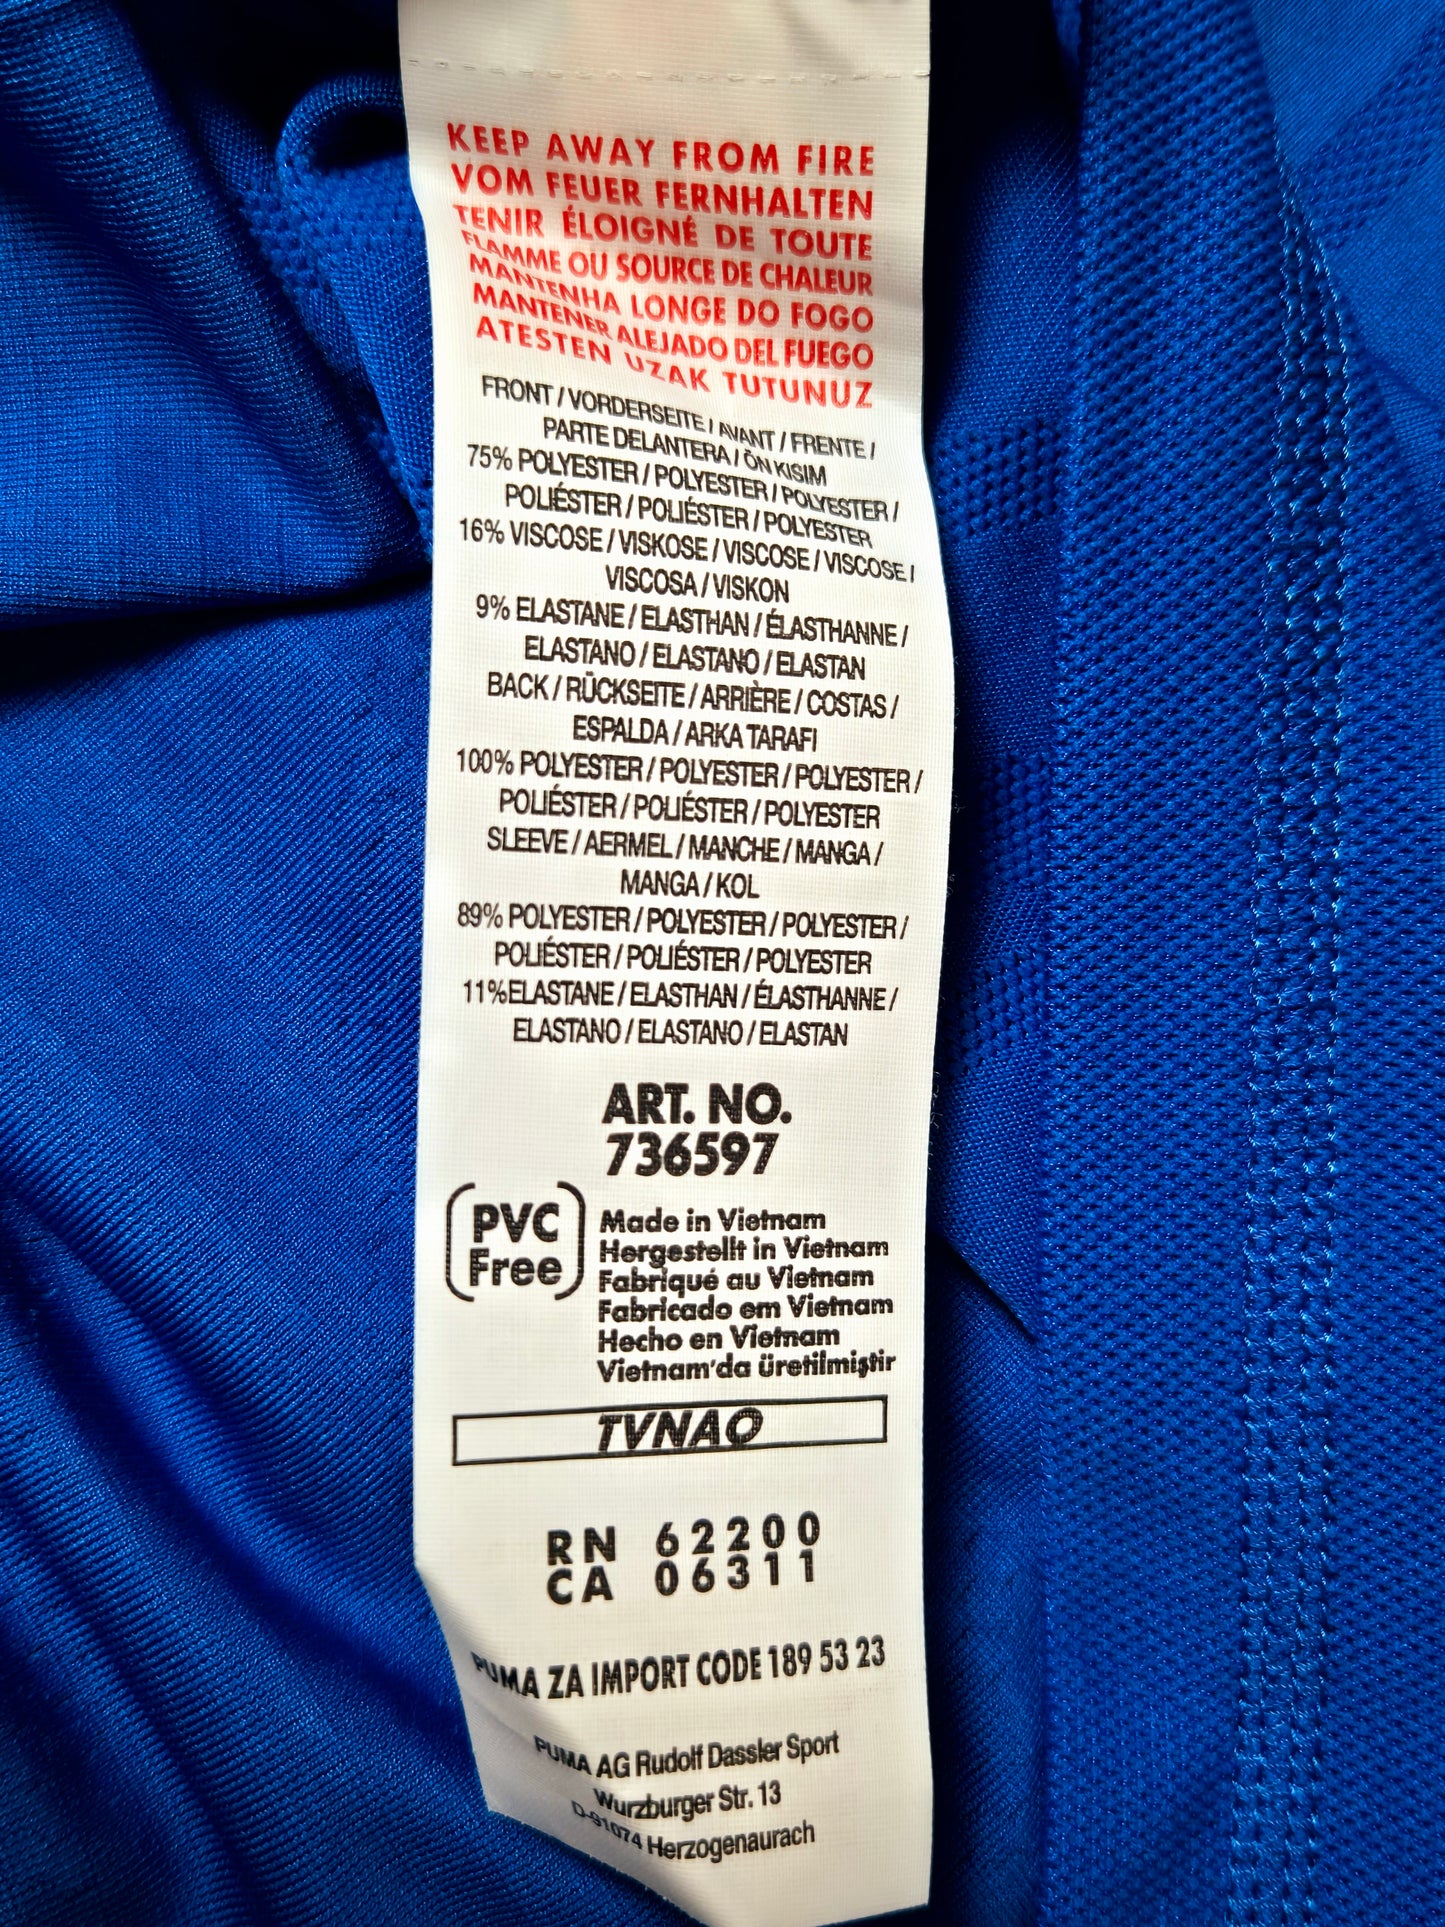 KEEP AWAY FROM FIRE
VOM FEUER FERNHALTEN
TENIR ÉLOIGNÉ DE TOUTE
FLAMME OU SOURCE DE CHALEUR
MANTENHA LONGE DO FOGO
MANTENER ALEJADO DEL FUEGO
ATESTEN UZAK TUTUNUZ
FRONT / VORDERSEITE / AVANT / FRENTE /
PARTE DELANTERA / ÖN KISIM
75% POLYESTER / POLYESTER / POLYESTER /
POLIÉSTER / POLIÉSTER / POLYESTER
16% VISCOSE / VISKOSE / VISCOSE / VISCOSE /
VISCOSA / VISKON
9% ELASTANE / ELASTHAN / ÉLASTHANNE /
ELASTANO / ELASTANO / ELASTAN
BACK / RÜCKSEITE / ARRIÈRE / COSTAS /
ESPALDA / ARKA TARAFI
100% POLYESTER / POLYESTER / POLYESTER /
POLIÉSTER / POLIÉSTER / POLYESTER
SLEEVE / AERMEL / MANCHE / MANGA /
MANGA / KOL
89% POLYESTER / POLYESTER / POLYESTER /
POLIÉSTER / POLIÉSTER / POLYESTER
11%ELASTANE / ELASTHAN / ÉLASTHANNE /
ELASTANO / ELASTANO / ELASTAN
ART. NO.
736597
PVC
Free
Made in Vietnam
Hergestellt in Vietnam
Fabriqué au Vietnam
Fabricado em Vietnam
Hecho en Vietnam
Vietnam'da üretilmiştir
TVNAO
RN 62200
CA 06311
PUMA ZA IMPORT CODE 189 53 23
PUMA AG Rudolf Dassler Sport
Wurzburger Str. 13
D-91074 Herzogenaurach